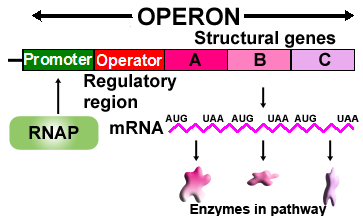 OPERON
Structural genes
Promoter Operator A B C
Regulatory
region
RNAP
mRNA
AUG UAA AUG UAA AUG UAA
Enzymes in pathway